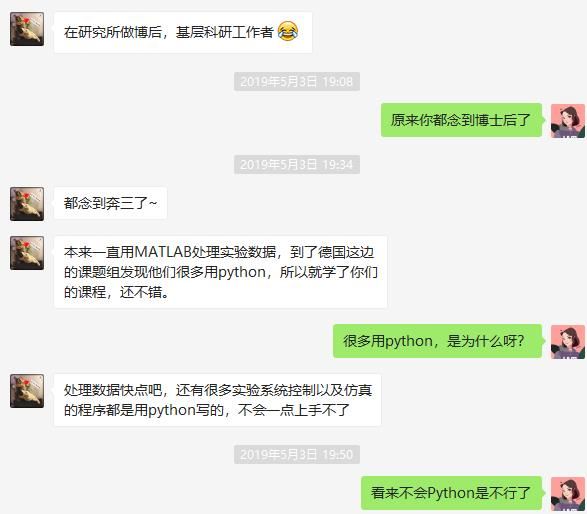 在研究所做博后，基层科研工作者
2019年5月3日 19:08
原来你都念到博士后了
2019年5月3日 19:34
都念到奔三了~
本来一直用MATLAB处理实验数据，到了德国这边
的课题组发现他们很多用python，所以就学了你们
的课程，还不错。
很多用python，是为什么呀？
处理数据快点吧，还有很多实验系统控制以及仿真
的程序都是用python写的，不会一点上手不了
2019年5月3日 19:50
看来不会Python是不行了